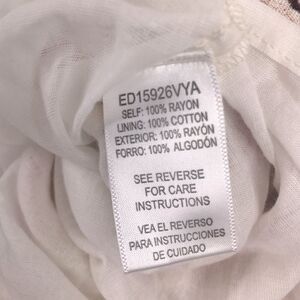 ED15926VYA
SELF: 100% RAYON
LINING: 100% COTTON
EXTERIOR: 100% RAYÓN
FORRO: 100% ALGODÓN
SEE REVERSE
FOR CARE
INSTRUCTIONS
VEA EL REVERSO
PARA INSTRUCCIONES
DE CUIDADO